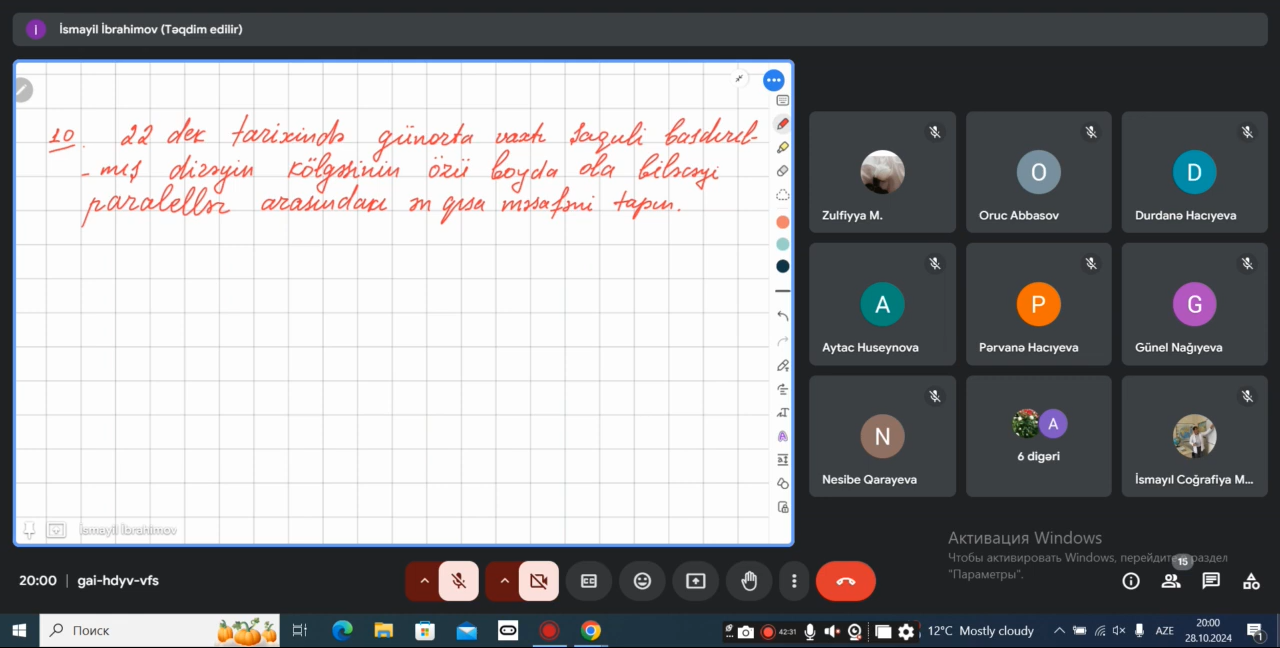 İsmayil İbrahimov (Təqdim edilir)
10. 22 dek tarixində günorta vaxtı şaquli basdırıl-
- mış dirəyin kölgəsinin özü boyda ola biləcəyi
paralellər arasındakı ən qısa məsafəni tapın.
İsmayil İbrahimov
Zulfiyya M.
O
Oruc Abbasov
D
Durdanə Hacıyeva
A
Aytac Huseynova
P
Pərvanə Hacıyeva
G
Günel Nağıyeva
N
Nesibe Qarayeva
A
6 digəri
İsmayıl Coğrafiya M...
Активация Windows
Чтобы активировать Windows, перейдите раздел
"Параметры".
20:00 | gai-hdyv-vfs
15
Поиск
42:31
12°C Mostly cloudy
AZE
20:00
28.10.2024
1